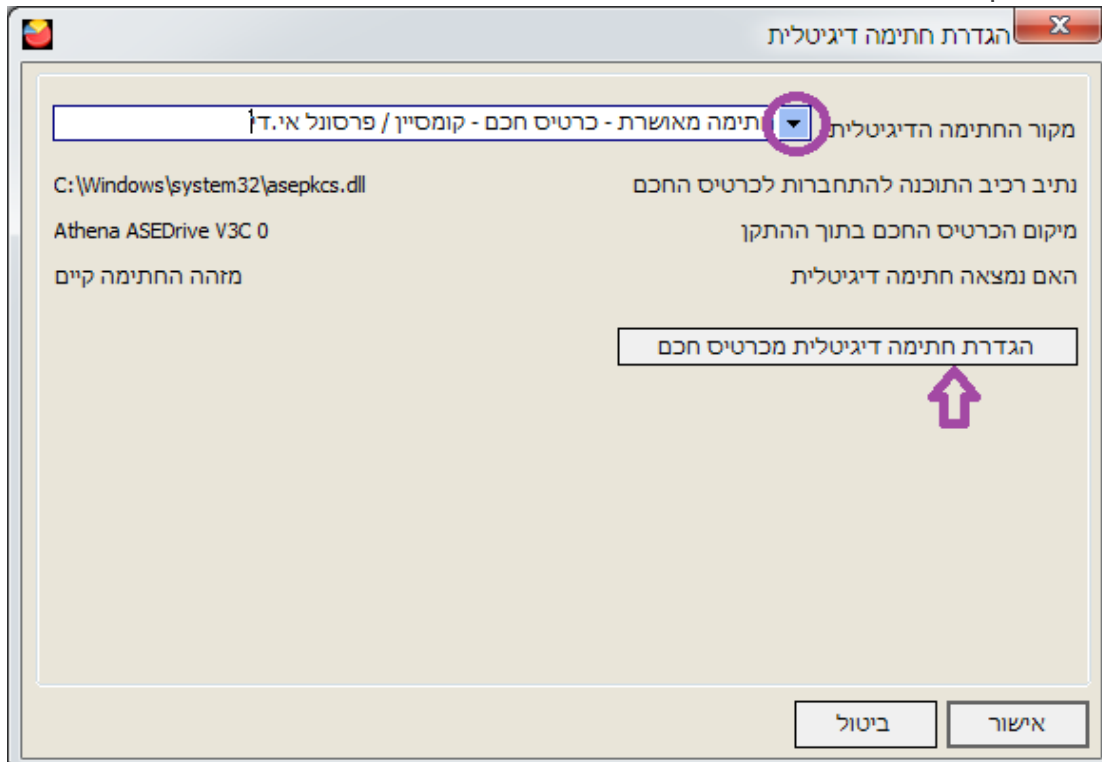 הגדרת חתימה דיגיטלית
מקור החתימה הדיגיטלית תימה מאושרת - כרטיס חכם - קומסיין / פרסונל אי.די
נתיב רכיב התוכנה להתחברות לכרטיס החכם C:\Windows\system32\asepkcs.dll
מיקום הכרטיס החכם בתוך ההתקן Athena ASEDrive V3C 0
האם נמצאה חתימה דיגיטלית מזהה החתימה קיים
הגדרת חתימה דיגיטלית מכרטיס חכם
אישור ביטול